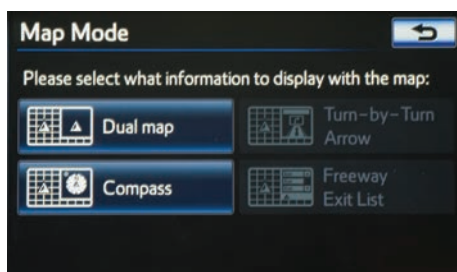 Map Mode
Please select what information to display with the map:
Dual map
Turn-by-Turn
Arrow
Compass
Freeway
Exit List